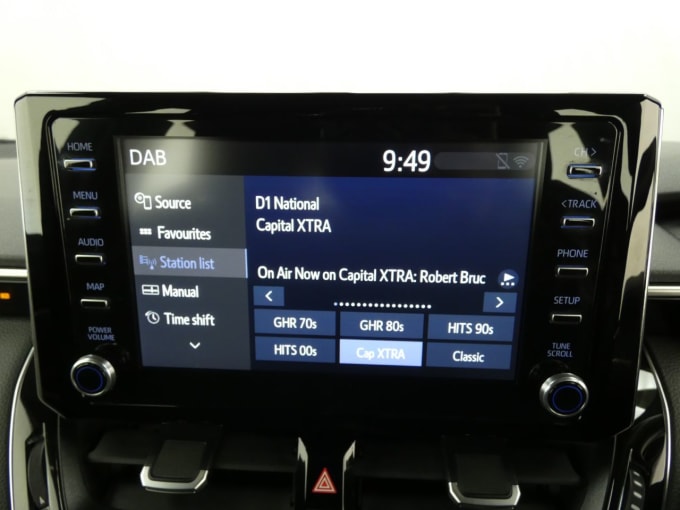 HOME
MENU
AUDIO
MAP
POWER
VOLUME
DAB
9:49
Source
Favourites
Station list
Manual
Time shift
D1 National
Capital XTRA
On Air Now on Capital XTRA: Robert Bruc
GHR 70s
GHR 80s
HITS 90s
HITS 00s
Cap XTRA
Classic
CH >
< TRACK
PHONE
SETUP
TUNE
SCROLL